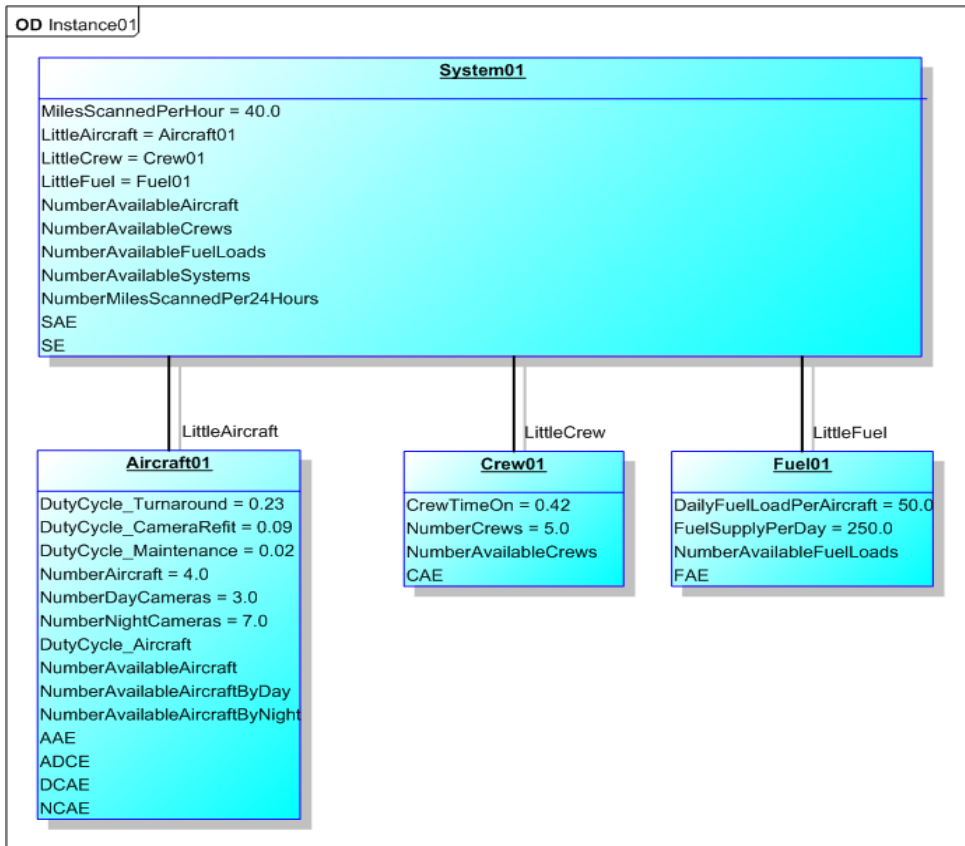 OD Instance01
System01
MilesScannedPerHour = 40.0
LittleAircraft = Aircraft01
LittleCrew = Crew01
LittleFuel = Fuel01
NumberAvailableAircraft
NumberAvailableCrews
NumberAvailableFuelLoads
NumberAvailableSystems
NumberMilesScannedPer24Hours
SAE
SE
LittleAircraft
LittleCrew
LittleFuel
Aircraft01
DutyCycle_Turnaround = 0.23
DutyCycle_CameraRefit = 0.09
DutyCycle_Maintenance = 0.02
NumberAircraft = 4.0
NumberDayCameras = 3.0
NumberNightCameras = 7.0
DutyCycle_Aircraft
NumberAvailableAircraft
NumberAvailableAircraftByDay
NumberAvailableAircraftByNight
AAE
ADCE
DCAE
NCAE
Crew01
CrewTimeOn = 0.42
NumberCrews = 5.0
NumberAvailableCrews
CAE
Fuel01
DailyFuelLoadPerAircraft = 50.0
FuelSupplyPerDay = 250.0
NumberAvailableFuelLoads
FAE